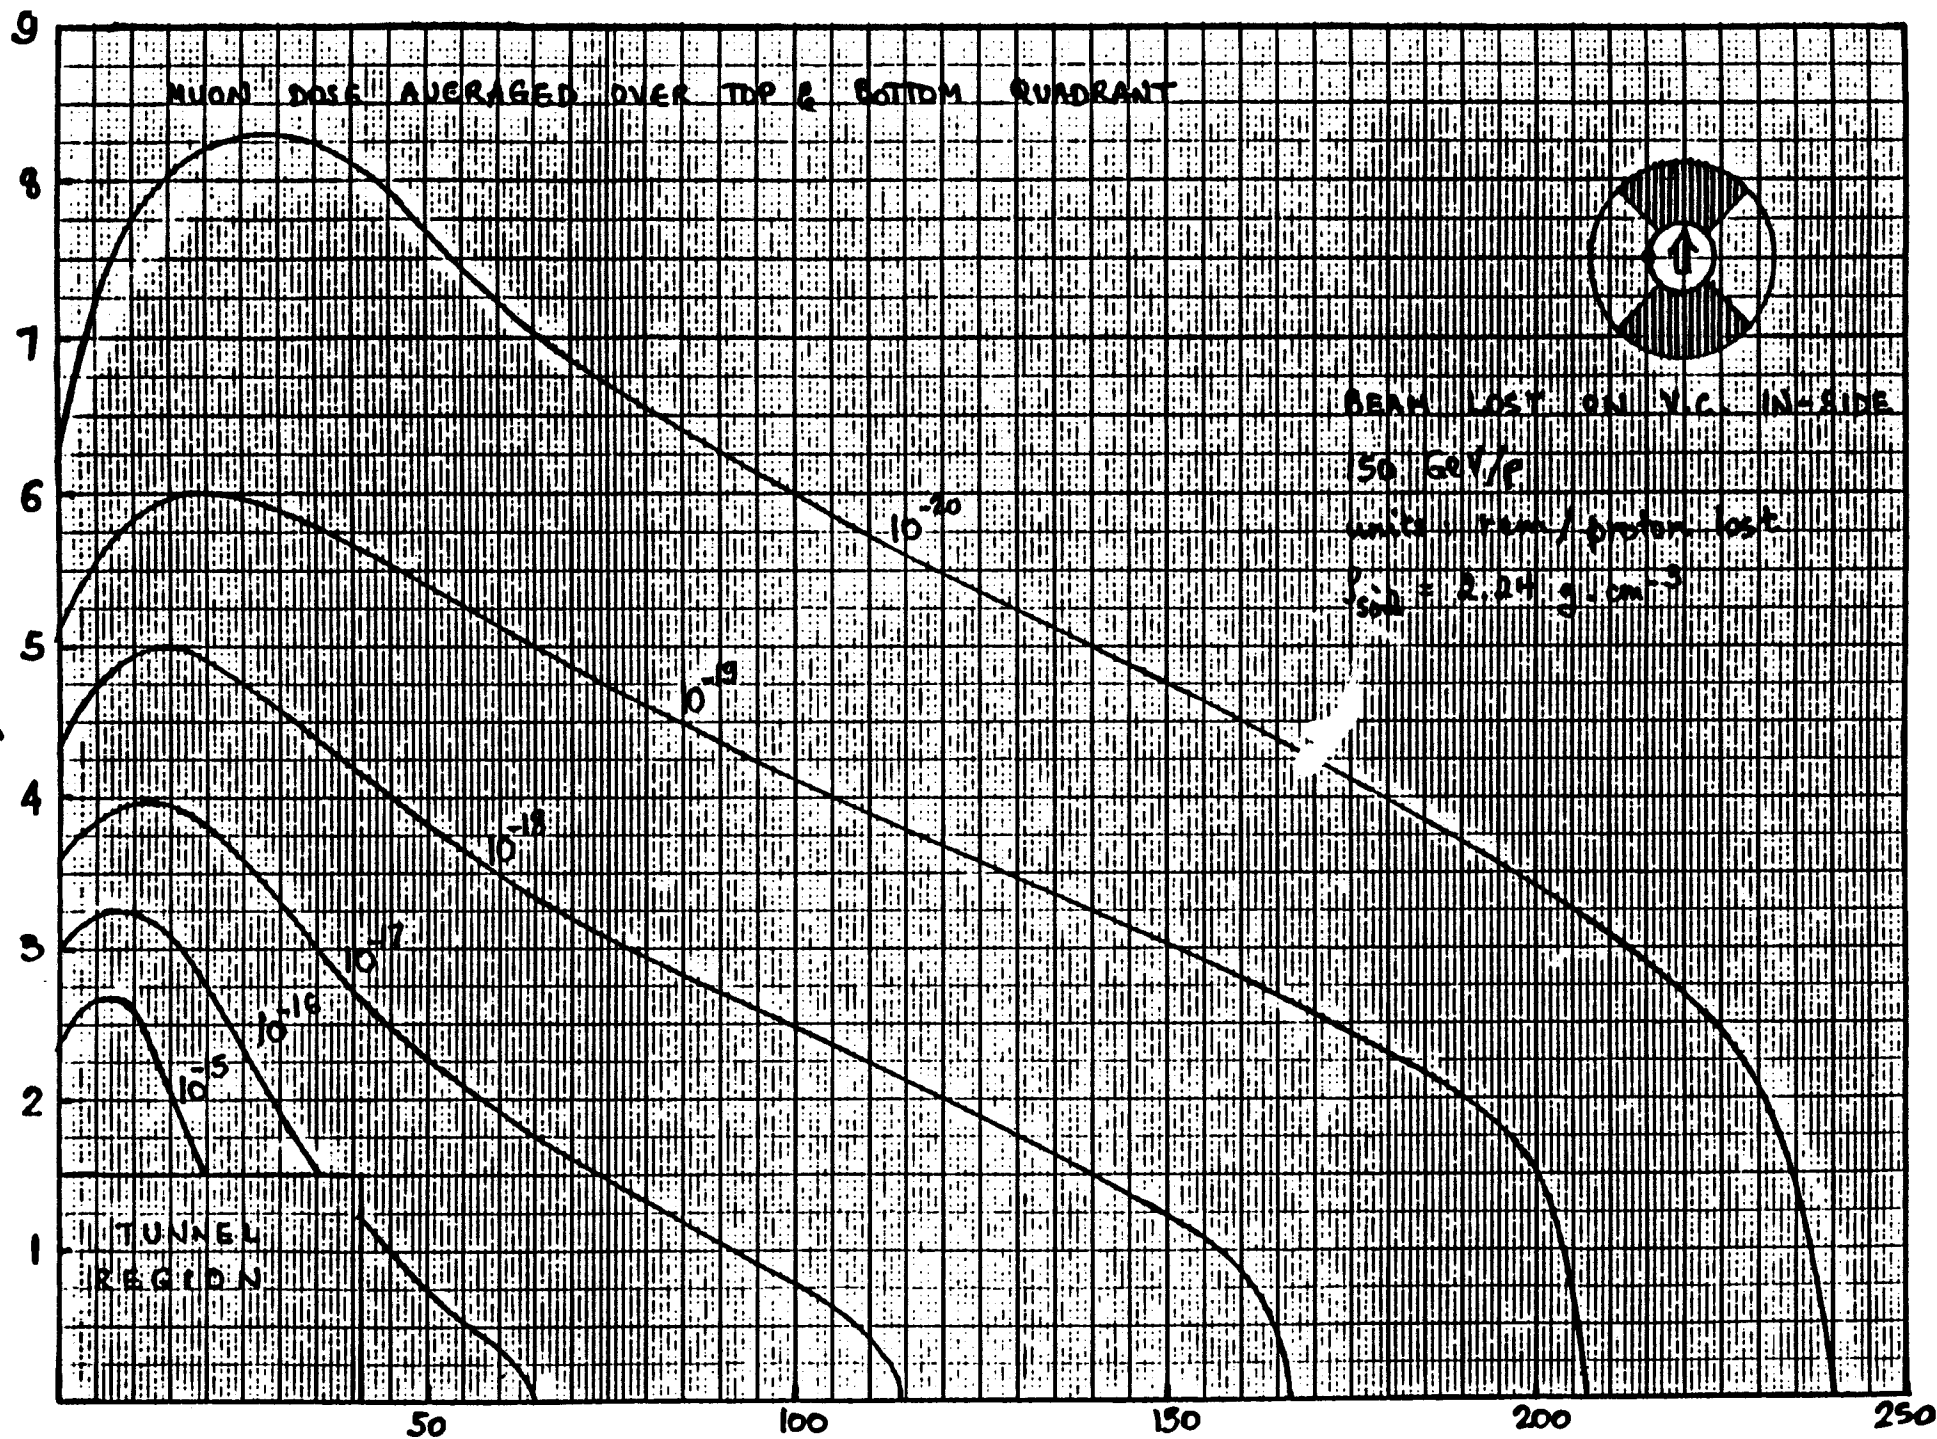 9
MUON DOSE AVERAGED OVER TOP & BOTTOM QUADRANT
8
7
BEAM LOST ON V.C. IN-SIDE
150 GeV/p
units: rem/proton lost
ρsoil = 2.24 g.cm-3
6
10-20
5
10-19
4
10-18
3
10-17
10-16
2
10-15
TUNNEL
REGION
1
50 100 150 200 250